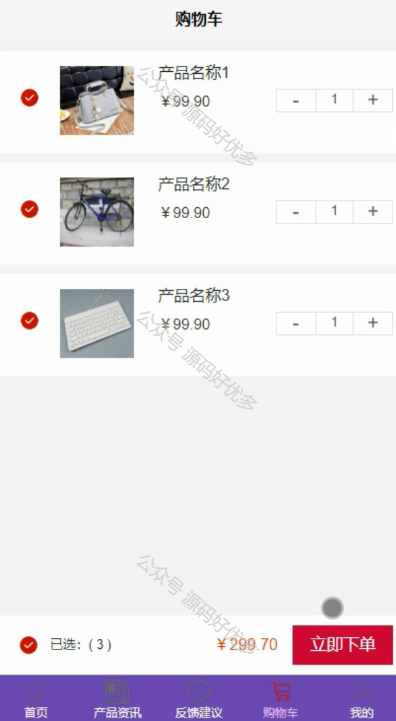 购物车
产品名称1
￥99.90
- 1 +
产品名称2
￥99.90
- 1 +
产品名称3
￥99.90
- 1 +
公众号 源码好优多
公众号 源码好优多
公众号 源码好优多
已选：( 3 )
￥299.70
立即下单
首页
产品资讯
反馈建议
购物车
我的